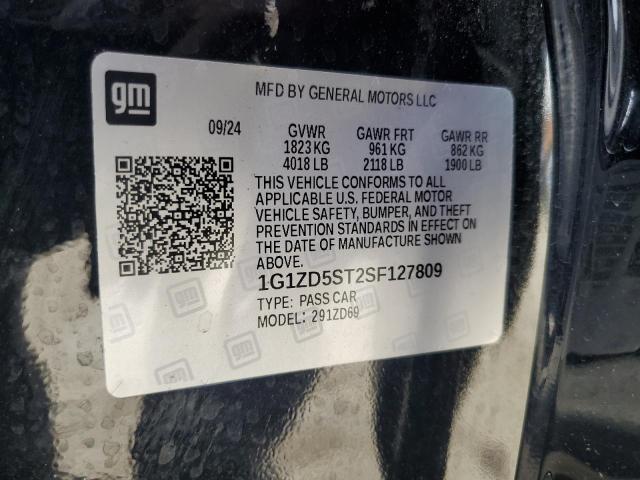 gm
MFD BY GENERAL MOTORS LLC
09/24 GVWR GAWR FRT GAWR RR
1823 KG 961 KG 862 KG
4018 LB 2118 LB 1900 LB
THIS VEHICLE CONFORMS TO ALL
APPLICABLE U.S. FEDERAL MOTOR
VEHICLE SAFETY, BUMPER, AND THEFT
PREVENTION STANDARDS IN EFFECT ON
THE DATE OF MANUFACTURE SHOWN
ABOVE.
1G1ZD5ST2SF127809
TYPE: PASS CAR
MODEL: 291ZD69